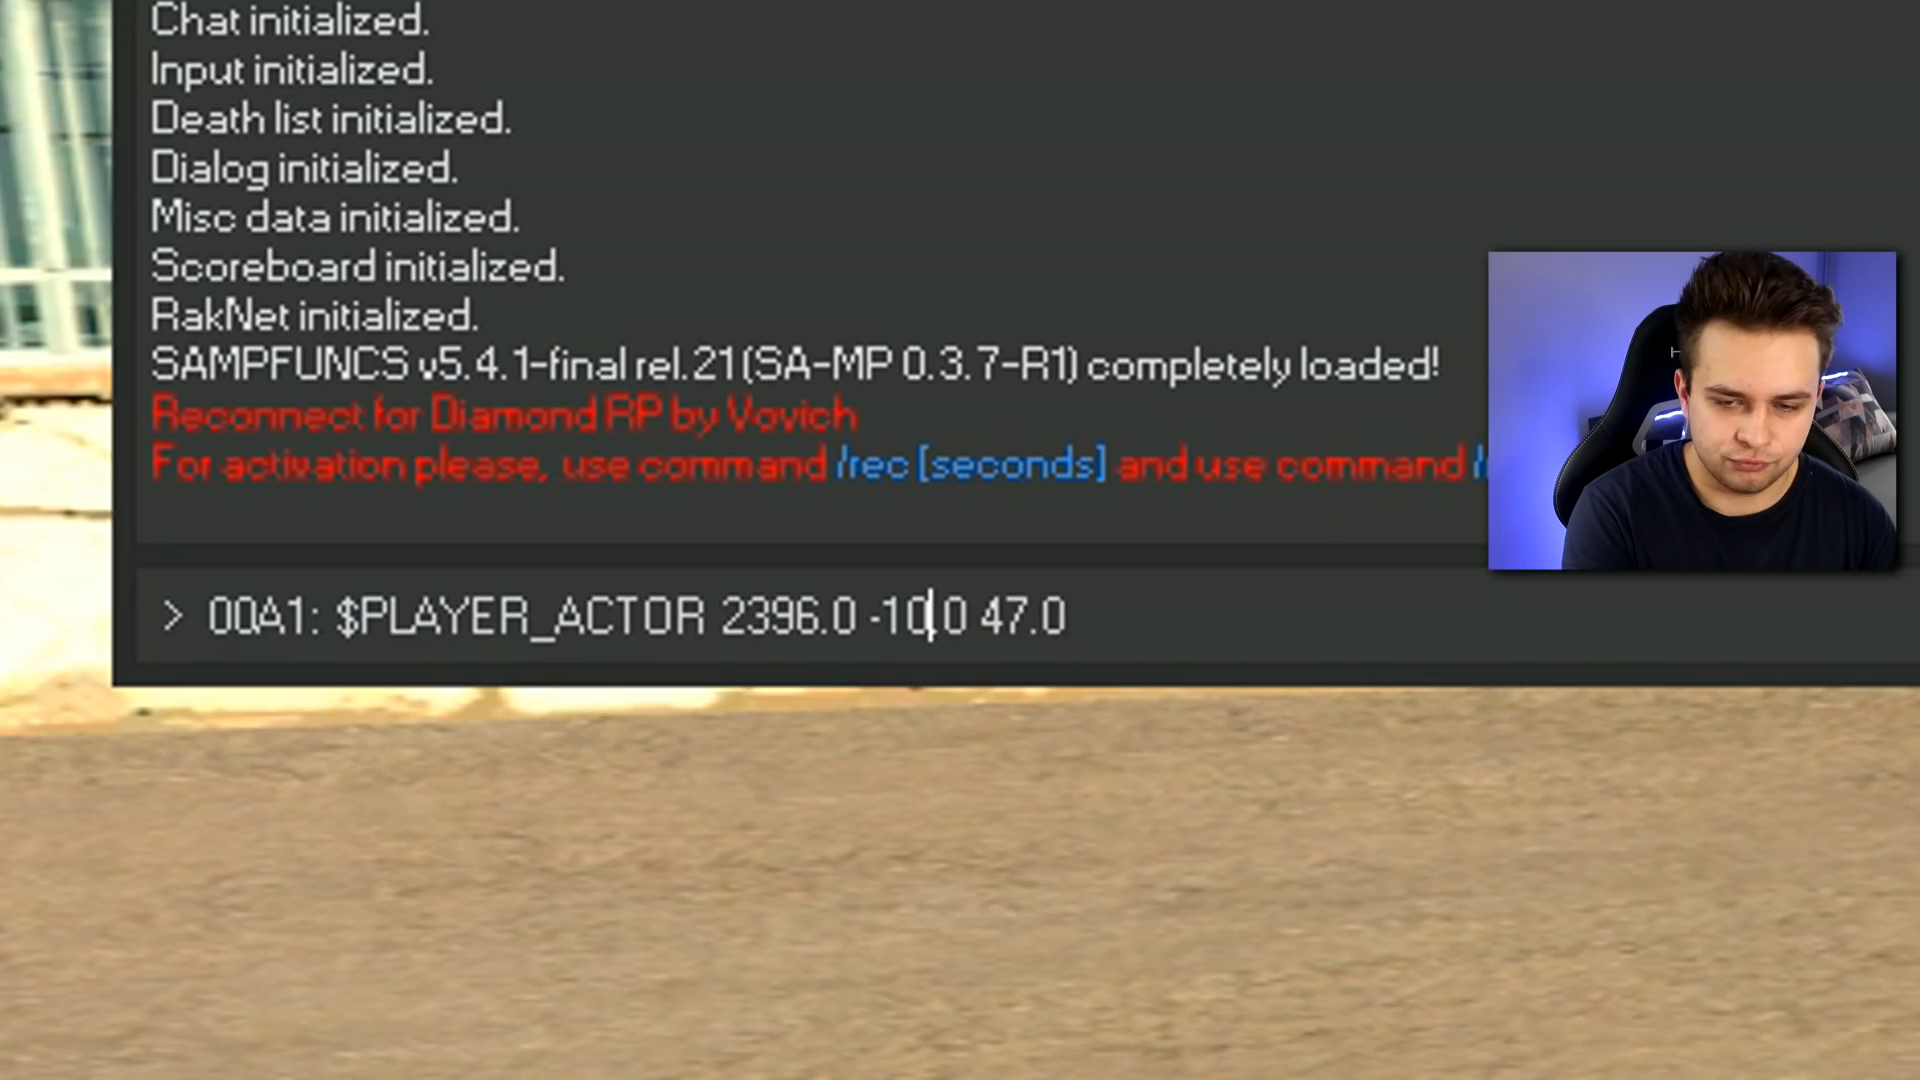 Chat initialized.
Input initialized.
Death list initialized.
Dialog initialized.
Misc data initialized.
Scoreboard initialized.
RakNet initialized.
SAMPFUNCS v5.4.1-final rel.21 (SA-MP 0.3.7-R1) completely loaded!
Reconnect for Diamond RP by Vovich
For activation please, use command /rec [seconds] and use command /
> 00A1: $PLAYER_ACTOR 2396.0 -10.0 47.0